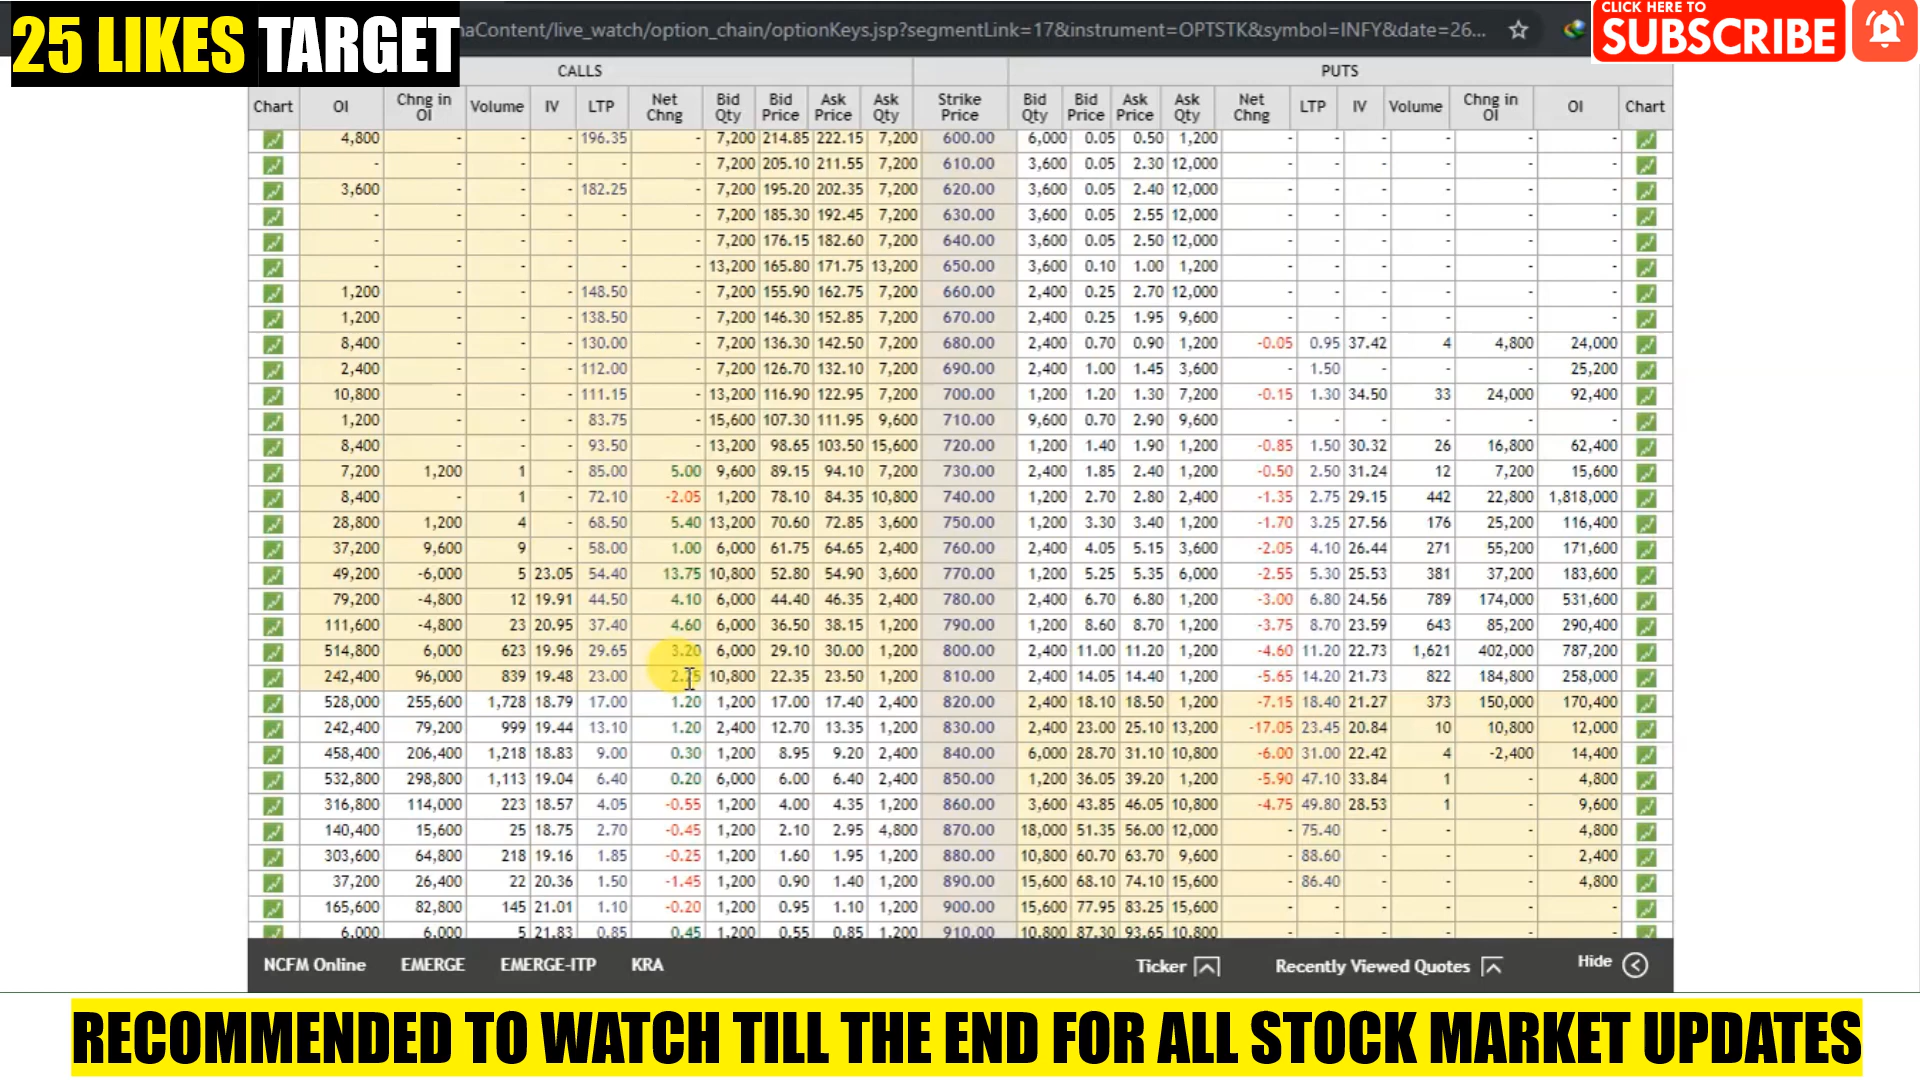 25 LIKES TARGET
naContent/live_watch/option_chain/optionKeys.jsp?segmentLink=17&instrument=OPTSTK&symbol=INFY&date=26...
CLICK HERE TO
SUBSCRIBE
CALLS PUTS
Chart OI Chng in OI Volume IV LTP Net Chng Bid Qty Bid Price Ask Price Ask Qty Strike Price Bid Qty Bid Price Ask Price Ask Qty Net Chng LTP IV Volume Chng in OI OI Chart
4,800 - - - 196.35 - 7,200 214.85 222.15 7,200 600.00 6,000 0.05 0.50 1,200 - - - - - -
- - - - - - 7,200 205.10 211.55 7,200 610.00 3,600 0.05 2.30 12,000 - - - - - -
3,600 - - - 182.25 - 7,200 195.20 202.35 7,200 620.00 3,600 0.05 2.40 12,000 - - - - - -
- - - - - - 7,200 185.30 192.45 7,200 630.00 3,600 0.05 2.55 12,000 - - - - - -
- - - - - - 7,200 176.15 182.60 7,200 640.00 3,600 0.05 2.50 12,000 - - - - - -
- - - - - - 13,200 165.80 171.75 13,200 650.00 3,600 0.10 1.00 1,200 - - - - - -
1,200 - - - 148.50 - 7,200 155.90 162.75 7,200 660.00 2,400 0.25 2.70 12,000 - - - - - -
1,200 - - - 138.50 - 7,200 146.30 152.85 7,200 670.00 2,400 0.25 1.95 9,600 - - - - - -
8,400 - - - 130.00 - 7,200 136.30 142.50 7,200 680.00 2,400 0.70 0.90 1,200 -0.05 0.95 37.42 4 4,800 24,000
2,400 - - - 112.00 - 7,200 126.70 132.10 7,200 690.00 2,400 1.00 1.45 3,600 - 1.50 - - - 25,200
10,800 - - - 111.15 - 13,200 116.90 122.95 7,200 700.00 1,200 1.20 1.30 7,200 -0.15 1.30 34.50 33 24,000 92,400
1,200 - - - 83.75 - 15,600 107.30 111.95 9,600 710.00 9,600 0.70 2.90 9,600 - - - - - -
8,400 - - - 93.50 - 13,200 98.65 103.50 15,600 720.00 1,200 1.40 1.90 1,200 -0.85 1.50 30.32 26 16,800 62,400
7,200 1,200 1 - 85.00 5.00 9,600 89.15 94.10 7,200 730.00 2,400 1.85 2.40 1,200 -0.50 2.50 31.24 12 7,200 15,600
8,400 - 1 - 72.10 -2.05 1,200 78.10 84.35 10,800 740.00 1,200 2.70 2.80 2,400 -1.35 2.75 29.15 442 22,800 1,818,000
28,800 1,200 4 - 68.50 5.40 13,200 70.60 72.85 3,600 750.00 1,200 3.30 3.40 1,200 -1.70 3.25 27.56 176 25,200 116,400
37,200 9,600 9 - 58.00 1.00 6,000 61.75 64.65 2,400 760.00 2,400 4.05 5.15 3,600 -2.05 4.10 26.44 271 55,200 171,600
49,200 -6,000 5 23.05 54.40 13.75 10,800 52.80 54.90 3,600 770.00 1,200 5.25 5.35 6,000 -2.55 5.30 25.53 381 37,200 183,600
79,200 -4,800 12 19.91 44.50 4.10 6,000 44.40 46.35 2,400 780.00 2,400 6.70 6.80 1,200 -3.00 6.80 24.56 789 174,000 531,600
111,600 -4,800 23 20.95 37.40 4.60 6,000 36.50 38.15 1,200 790.00 1,200 8.60 8.70 1,200 -3.75 8.70 23.59 643 85,200 290,400
514,800 6,000 623 19.96 29.65 3.20 6,000 29.10 30.00 1,200 800.00 2,400 11.00 11.20 1,200 -4.60 11.20 22.73 1,621 402,000 787,200
242,400 96,000 839 19.48 23.00 10,800 22.35 23.50 1,200 810.00 2,400 14.05 14.40 1,200 -5.65 14.20 21.73 822 184,800 258,000
528,000 255,600 1,728 18.79 17.00 1.20 1,200 17.00 17.40 2,400 820.00 2,400 18.10 18.50 1,200 -7.15 18.40 21.27 373 150,000 170,400
242,400 79,200 999 19.44 13.10 1.20 2,400 12.70 13.35 1,200 830.00 2,400 23.00 25.10 13,200 -17.05 23.45 20.84 10 10,800 12,000
458,400 206,400 1,218 18.83 9.00 0.30 1,200 8.95 9.20 2,400 840.00 6,000 28.70 31.10 10,800 -6.00 31.00 22.42 4 -2,400 14,400
532,800 298,800 1,113 19.04 6.40 0.20 6,000 6.00 6.40 2,400 850.00 1,200 36.05 39.20 1,200 -5.90 47.10 33.84 1 - 4,800
316,800 114,000 223 18.57 4.05 -0.55 1,200 4.00 4.35 1,200 860.00 3,600 43.85 46.05 10,800 -4.75 49.80 28.53 1 - 9,600
140,400 15,600 25 18.75 2.70 -0.45 1,200 2.10 2.95 4,800 870.00 18,000 51.35 56.00 12,000 - 75.40 - - - 4,800
303,600 64,800 218 19.16 1.85 -0.25 1,200 1.60 1.95 1,200 880.00 10,800 60.70 63.70 9,600 - 88.60 - - - 2,400
37,200 26,400 22 20.36 1.50 -1.45 1,200 0.90 1.40 1,200 890.00 15,600 68.10 74.10 15,600 - 86.40 - - - 4,800
165,600 82,800 145 21.01 1.10 -0.20 1,200 0.95 1.10 1,200 900.00 15,600 77.95 83.25 15,600 - - - - - -
6,000 6,000 5 21.83 0.85 0.45 1,200 0.55 0.85 1,200 910.00 10,800 87.30 93.65 10,800 - - - - - -
NCFM Online EMERGE EMERGE-ITP KRA Ticker Recently Viewed Quotes Hide
RECOMMENDED TO WATCH TILL THE END FOR ALL STOCK MARKET UPDATES